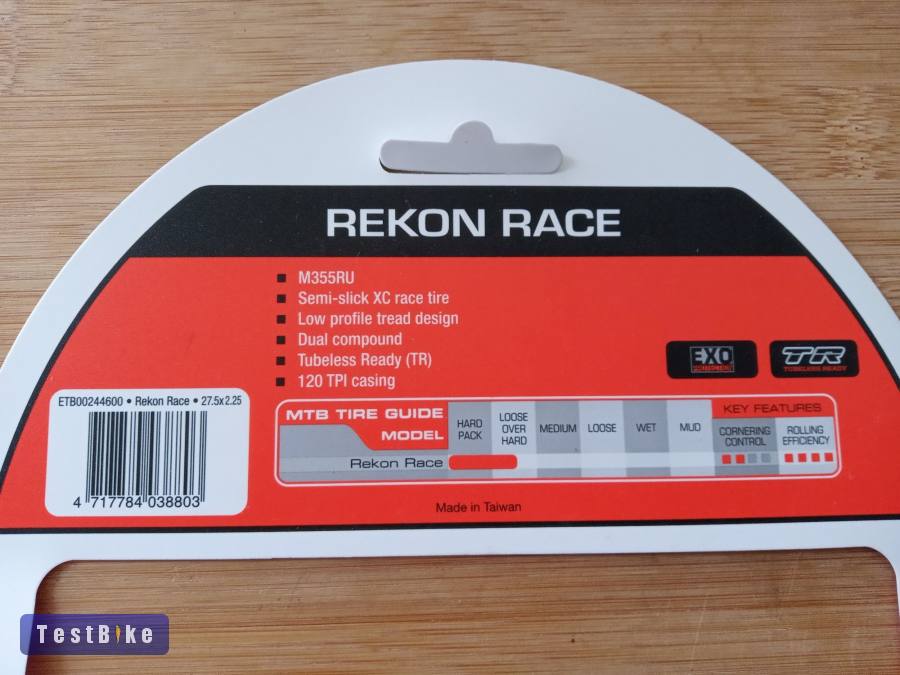 REKON RACE
M355RU
Semi-slick XC race tire
Low profile tread design
Dual compound
Tubeless Ready (TR)
120 TPI casing
EXO
TR
TUBELESS READY
ETB00244600 • Rekon Race • 27.5x2.25
4 717784 038803
MTB TIRE GUIDE
MODEL
HARD PACK
LOOSE OVER HARD
MEDIUM
LOOSE
WET
MUD
KEY FEATURES
CORNERING CONTROL
ROLLING EFFICIENCY
Rekon Race
Made in Taiwan
TestBike